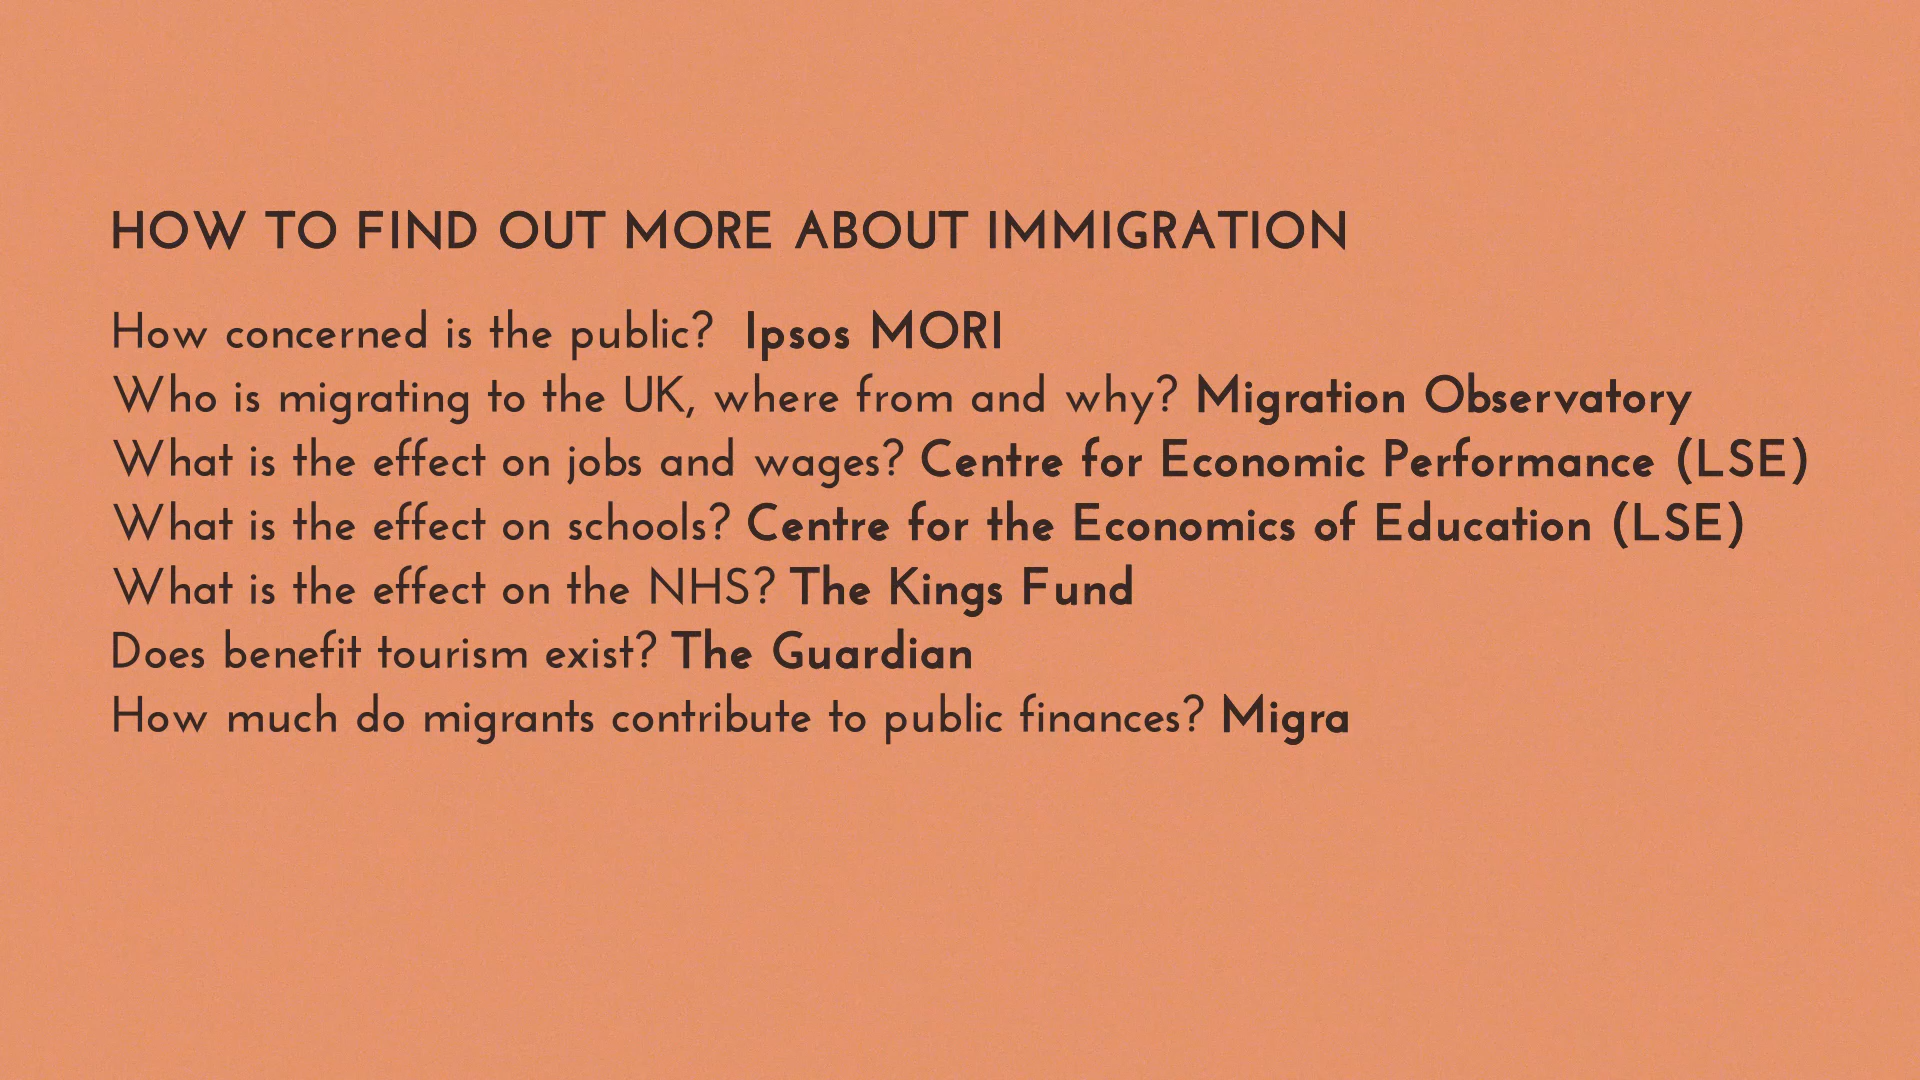 HOW TO FIND OUT MORE ABOUT IMMIGRATION
How concerned is the public? Ipsos MORI
Who is migrating to the UK, where from and why? Migration Observatory
What is the effect on jobs and wages? Centre for Economic Performance (LSE)
What is the effect on schools? Centre for the Economics of Education (LSE)
What is the effect on the NHS? The Kings Fund
Does benefit tourism exist? The Guardian
How much do migrants contribute to public finances? Migra